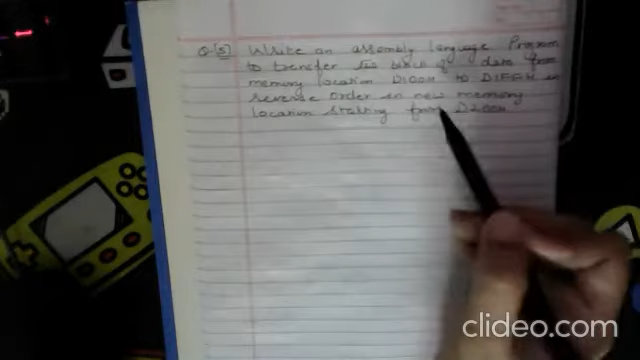 Q.[5] Write an assembly language Program
to transfer the block of data from
memory location D100H to D1FFH in
reverse order in new memory
location starting from D200H
clideo.com